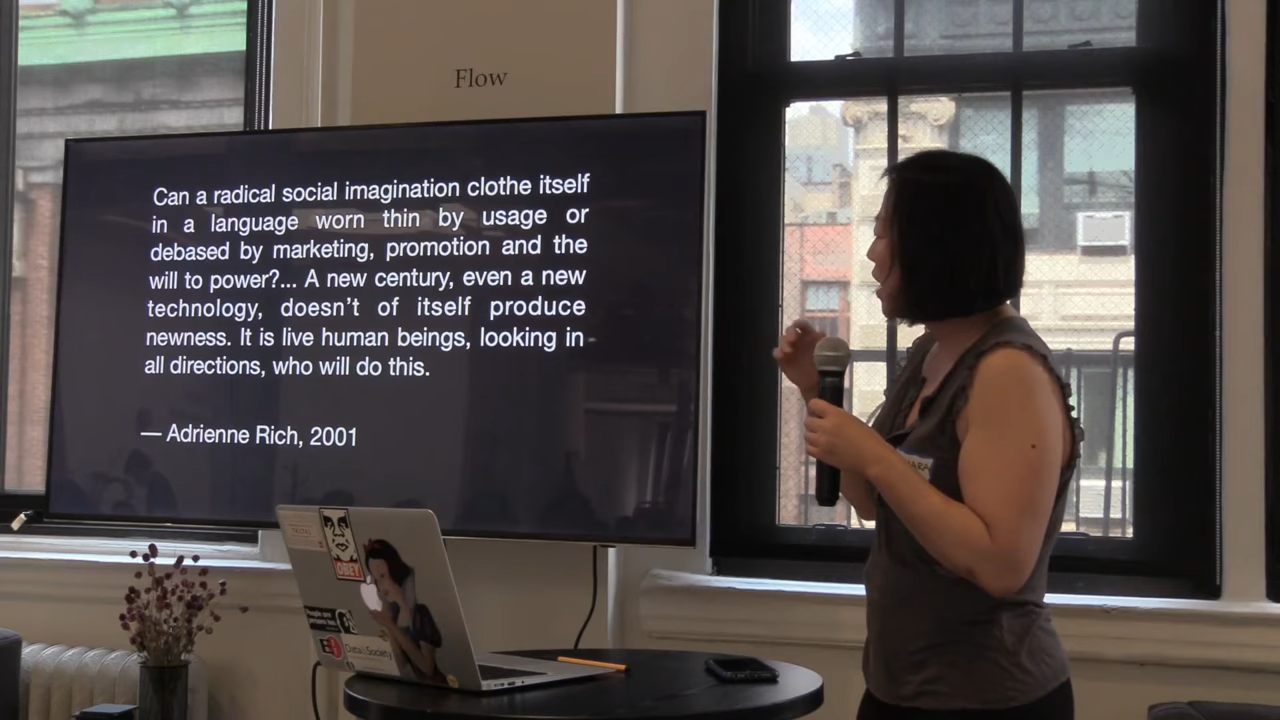 Flow
Can a radical social imagination clothe itself
in a language worn thin by usage or
debased by marketing, promotion and the
will to power?... A new century, even a new
technology, doesn’t of itself produce
newness. It is live human beings, looking in
all directions, who will do this.
— Adrienne Rich, 2001
ARA
OBEY
Data&Society